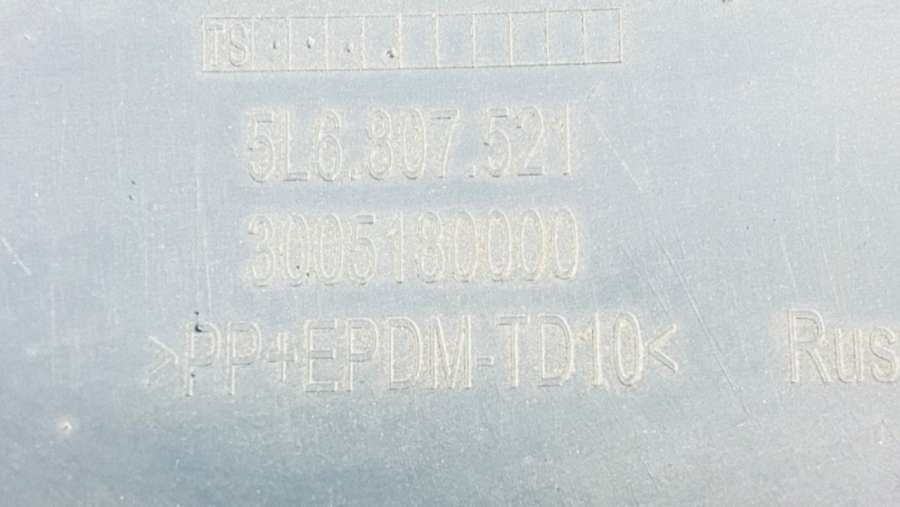 TS
5L6.807.521
3005180000
>PP+EPDM-TD10<
Rus